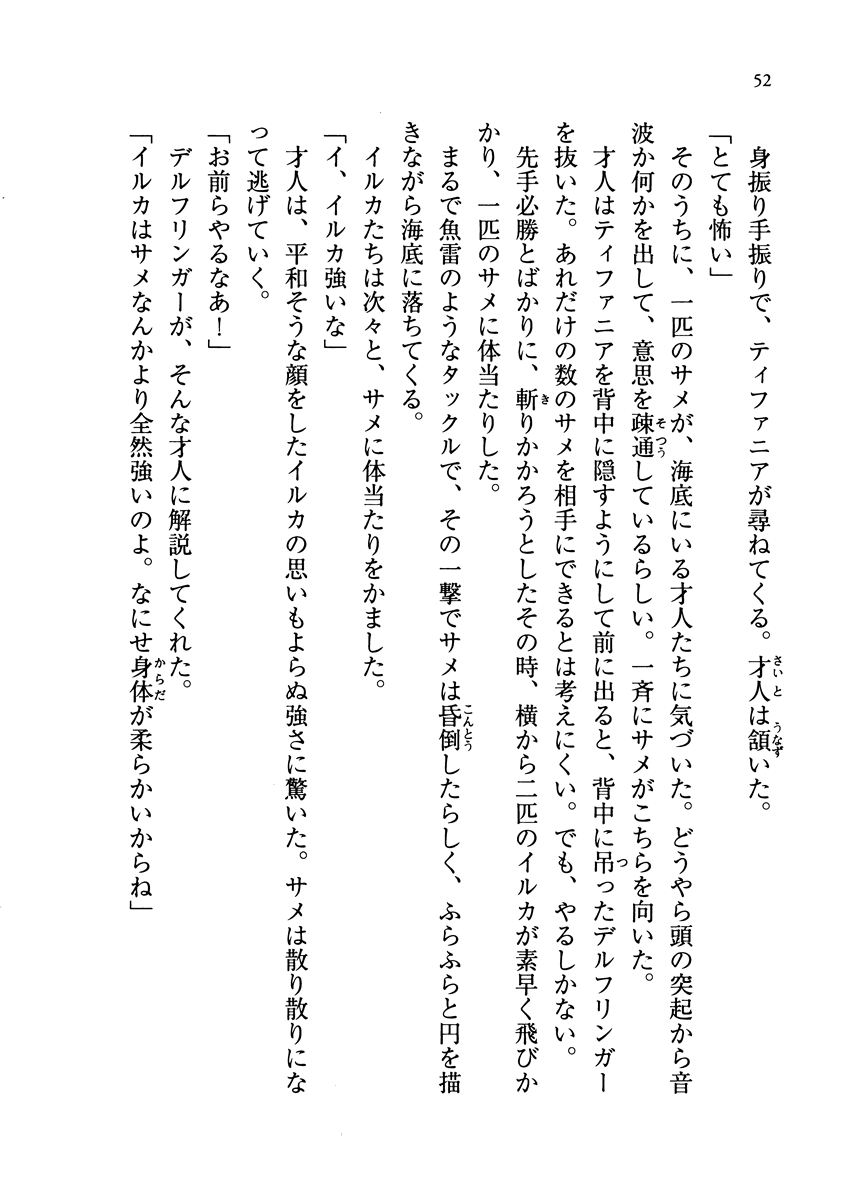 52
　身振り手振りで、ティファニアが尋ねてくる。才人は頷いた。
「とても怖い」
　そのうちに、一匹のサメが、海底にいる才人たちに気づいた。どうやら頭の突起から音
波か何かを出して、意思を疎通しているらしい。一斉にサメがこちらを向いた。
　才人はティファニアを背中に隠すようにして前に出ると、背中に吊ったデルフリンガー
を抜いた。あれだけの数のサメを相手にできるとは考えにくい。でも、やるしかない。
　先手必勝とばかりに、斬りかかろうとしたその時、横から二匹のイルカが素早く飛びか
かり、一匹のサメに体当たりした。
　まるで魚雷のようなタックルで、その一撃でサメは昏倒したらしく、ふらふらと円を描
きながら海底に落ちてくる。
　イルカたちは次々と、サメに体当たりをかました。
「イ、イルカ強いな」
　才人は、平和そうな顔をしたイルカの思いもよらぬ強さに驚いた。サメは散り散りにな
って逃げていく。
「お前らやるなあ！」
　デルフリンガーが、そんな才人に解説してくれた。
「イルカはサメなんかより全然強いのよ。なにせ身体が柔らかいからね」